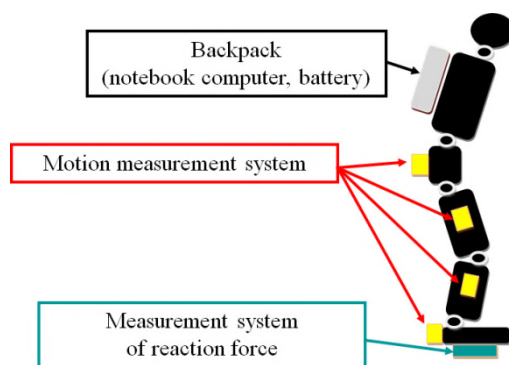 Backpack
(notebook computer, battery)
Motion measurement system
Measurement system
of reaction force